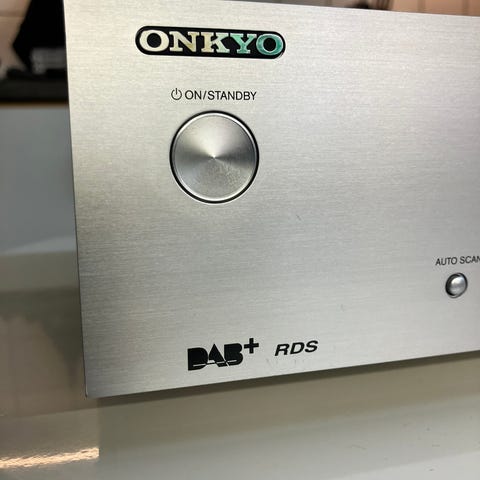 ONKYO
ON/STANDBY
AUTO SCAN
DAB+ RDS